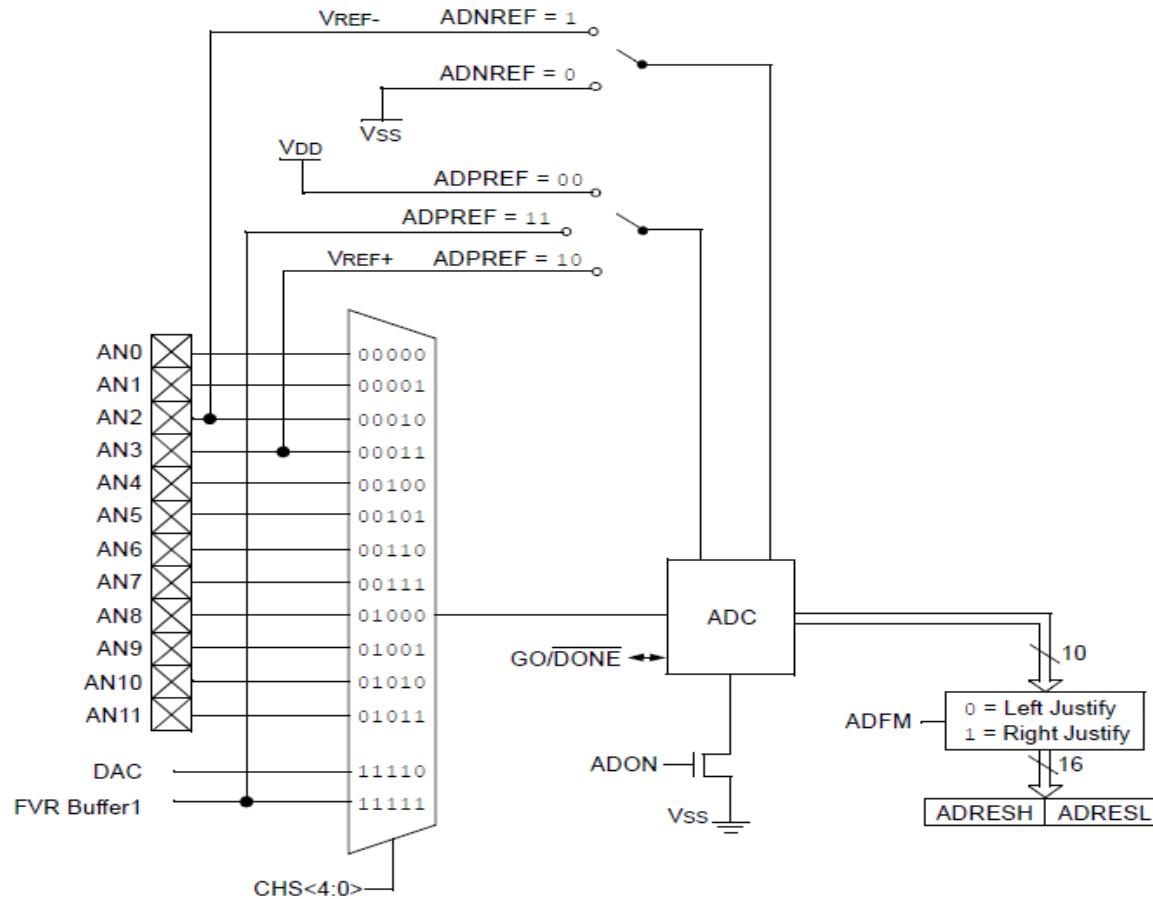 VREF- ADNREF = 1
ADNREF = 0
VSS
VDD
ADPREF = 00
ADPREF = 11
VREF+ ADPREF = 10
AN0 00000
AN1 00001
AN2 00010
AN3 00011
AN4 00100
AN5 00101
AN6 00110
AN7 00111
AN8 01000
AN9 01001
AN10 01010
AN11 01011
DAC 11110
FVR Buffer1 11111
CHS<4:0>
ADC
GO/DONE
ADON
VSS
10
ADFM
0 = Left Justify
1 = Right Justify
16
ADRESH ADRESL